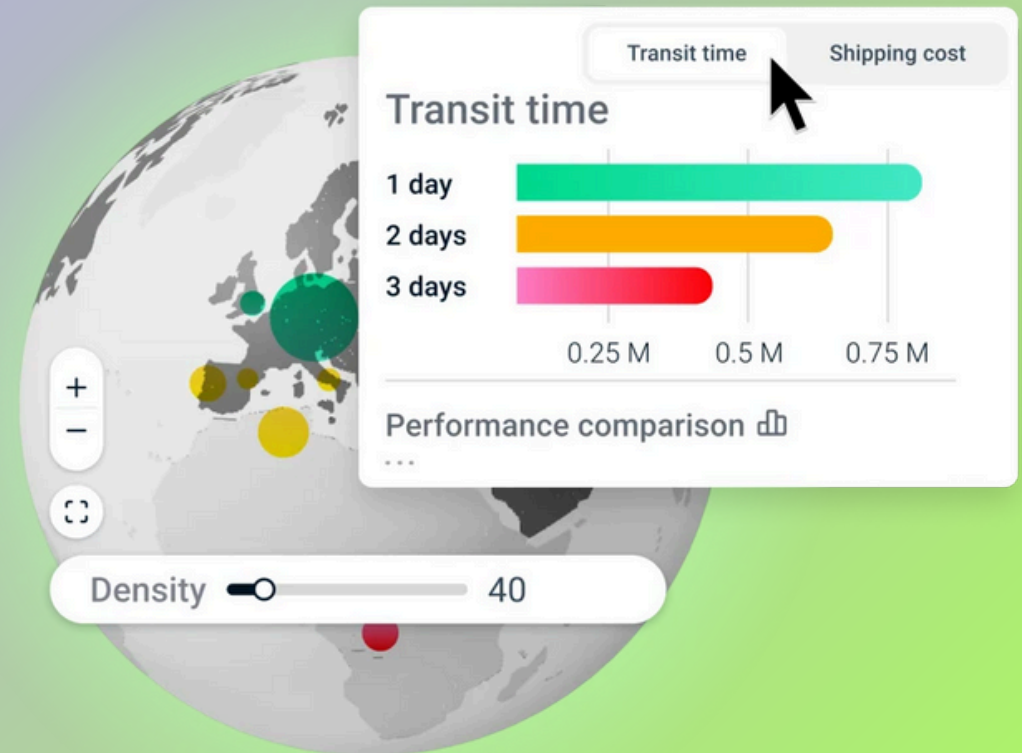 Transit time Shipping cost
Transit time
1 day
2 days
3 days
0.25 M 0.5 M 0.75 M
Performance comparison
...
Density 40